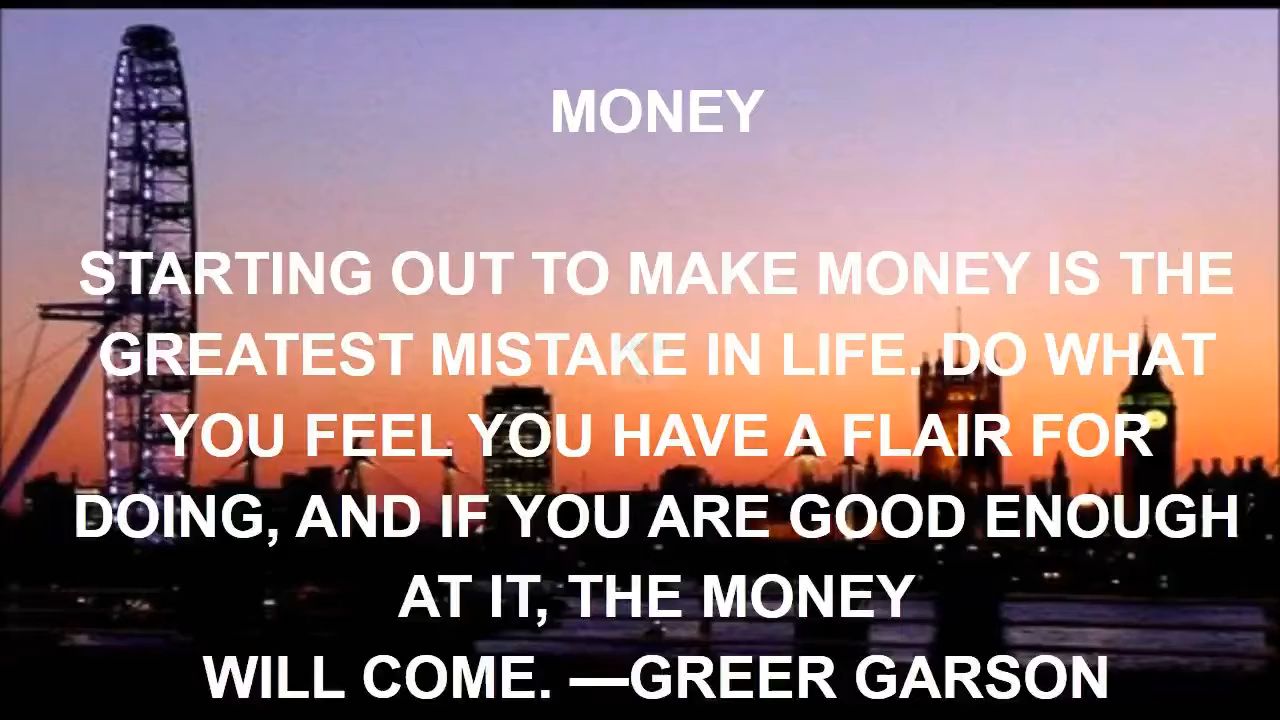 MONEY
STARTING OUT TO MAKE MONEY IS THE
GREATEST MISTAKE IN LIFE. DO WHAT
YOU FEEL YOU HAVE A FLAIR FOR
DOING, AND IF YOU ARE GOOD ENOUGH
AT IT, THE MONEY
WILL COME. —GREER GARSON